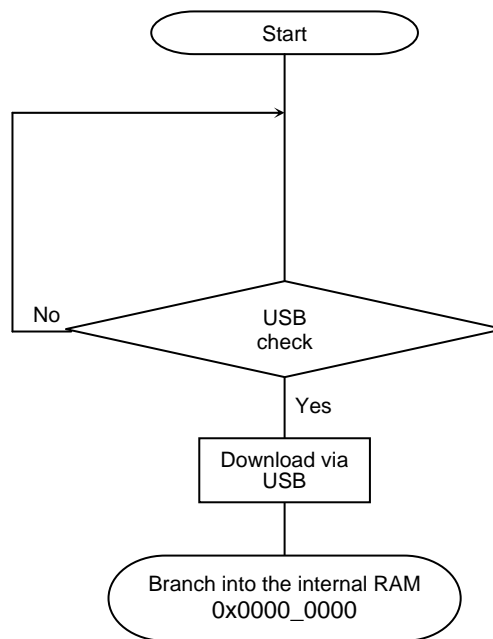 Start
No
USB
check
Yes
Download via
USB
Branch into the internal RAM
0x0000_0000